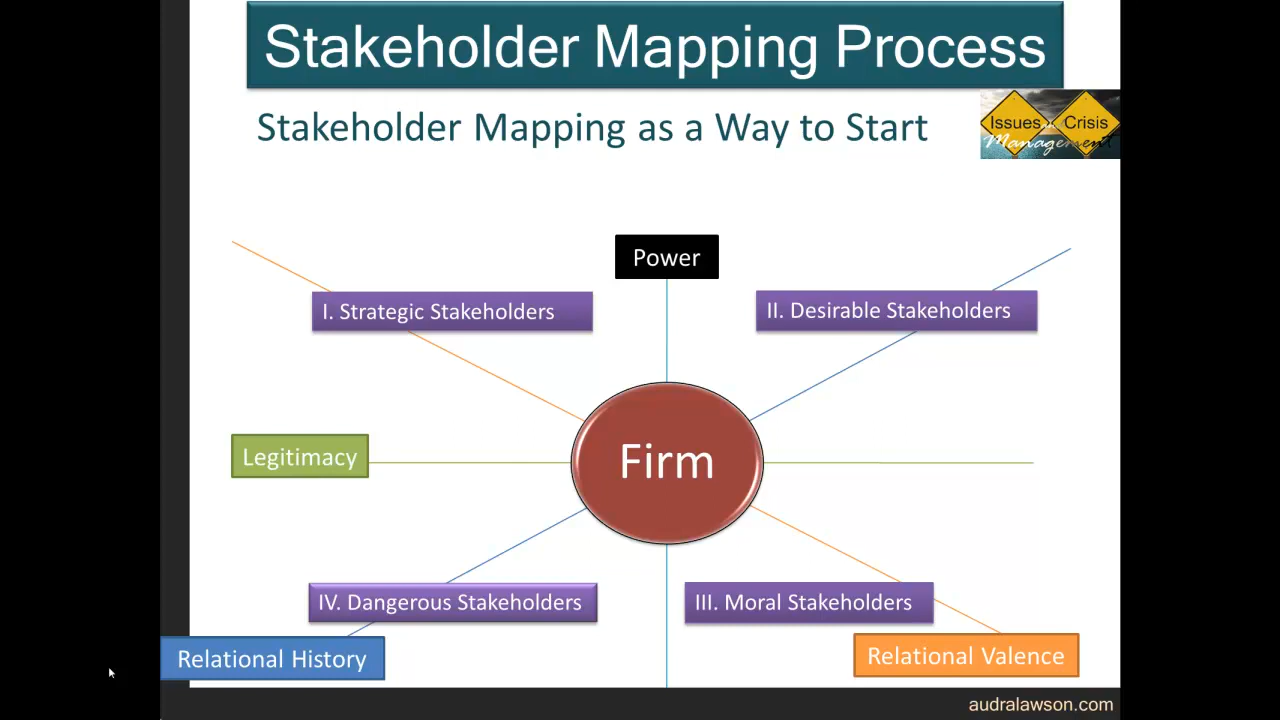 Stakeholder Mapping Process
Stakeholder Mapping as a Way to Start
Issues Crisis
Management
Power
I. Strategic Stakeholders
II. Desirable Stakeholders
Legitimacy
Firm
IV. Dangerous Stakeholders
III. Moral Stakeholders
Relational History
Relational Valence
audralawson.com